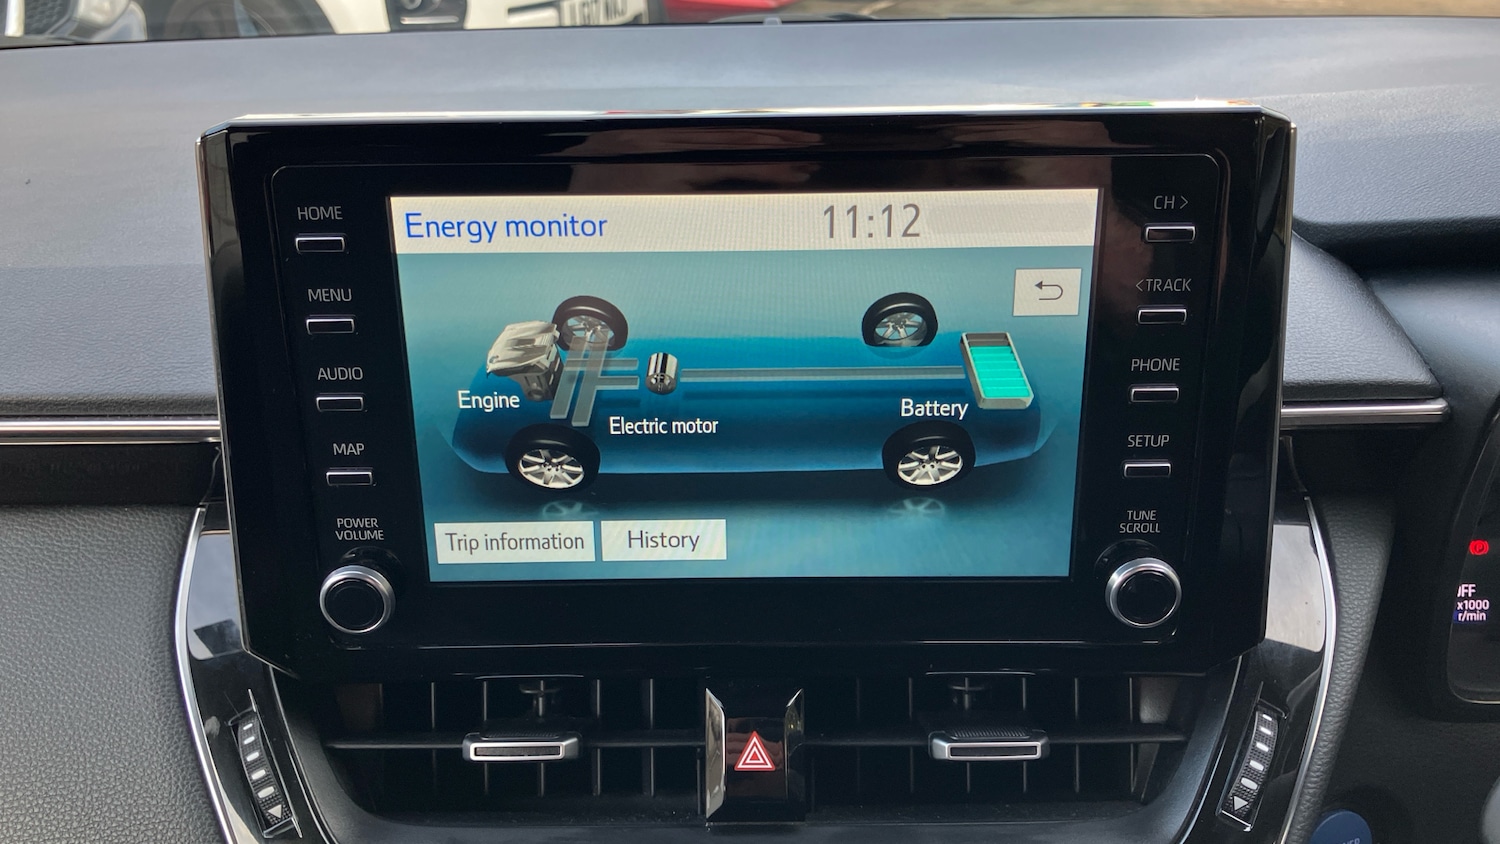 HOME
MENU
AUDIO
MAP
POWER
VOLUME
Energy monitor
11:12
Engine
Electric motor
Battery
Trip information
History
CH >
<TRACK
PHONE
SETUP
TUNE
SCROLL
x1000
r/min